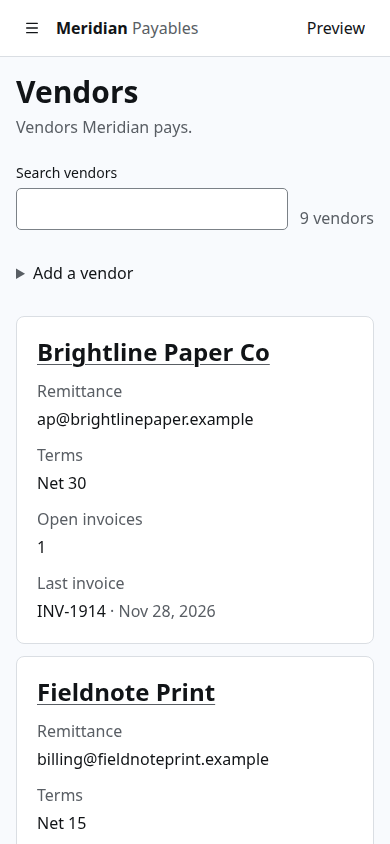 ☰ Meridian Payables Preview
Vendors
Vendors Meridian pays.
Search vendors
9 vendors
▶ Add a vendor
Brightline Paper Co
Remittance
ap@brightlinepaper.example
Terms
Net 30
Open invoices
1
Last invoice
INV-1914 · Nov 28, 2026
Fieldnote Print
Remittance
billing@fieldnoteprint.example
Terms
Net 15